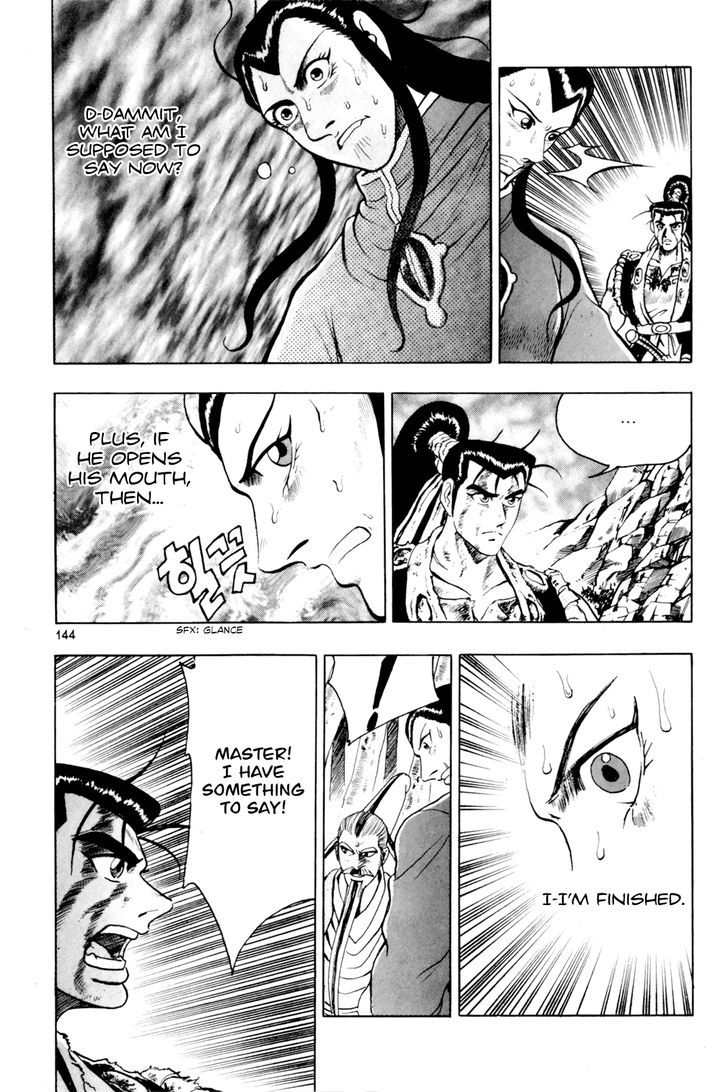 D-DAMMIT,
WHAT AM I
SUPPOSED TO
SAY NOW?
...
PLUS, IF
HE OPENS
HIS MOUTH,
THEN...
힐끗
SFX: GLANCE
144
I-I'M FINISHED.
!
MASTER!
I HAVE
SOMETHING
TO SAY!